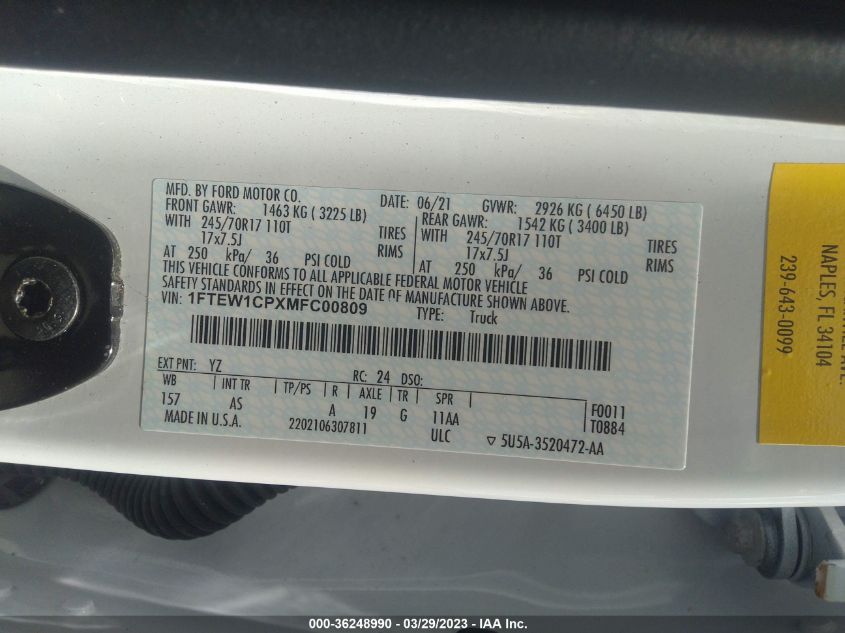 MFD. BY FORD MOTOR CO.
DATE: 06/21 GVWR: 2926 KG ( 6450 LB)
FRONT GAWR: 1463 KG ( 3225 LB)
REAR GAWR: 1542 KG ( 3400 LB)
WITH 245/70R17 110T TIRES
WITH 245/70R17 110T TIRES
17x7.5J RIMS
17x7.5J RIMS
AT 250 kPa/ 36 PSI COLD
AT 250 kPa/ 36 PSI COLD
THIS VEHICLE CONFORMS TO ALL APPLICABLE FEDERAL MOTOR VEHICLE
SAFETY STANDARDS IN EFFECT ON THE DATE OF MANUFACTURE SHOWN ABOVE.
VIN: 1FTEW1CPXMFC00809 TYPE: Truck
EXT PNT: YZ RC: 24 DSO:
WB INT TR TP/PS R AXLE TR SPR
157 AS A 19 G 11AA F0011
MADE IN U.S.A. 2202106307811 ULC T0884
▽ 5U5A-3520472-AA
NAPLES, FL 34104
239-643-0099
000-36248990 - 03/29/2023 - IAA Inc.